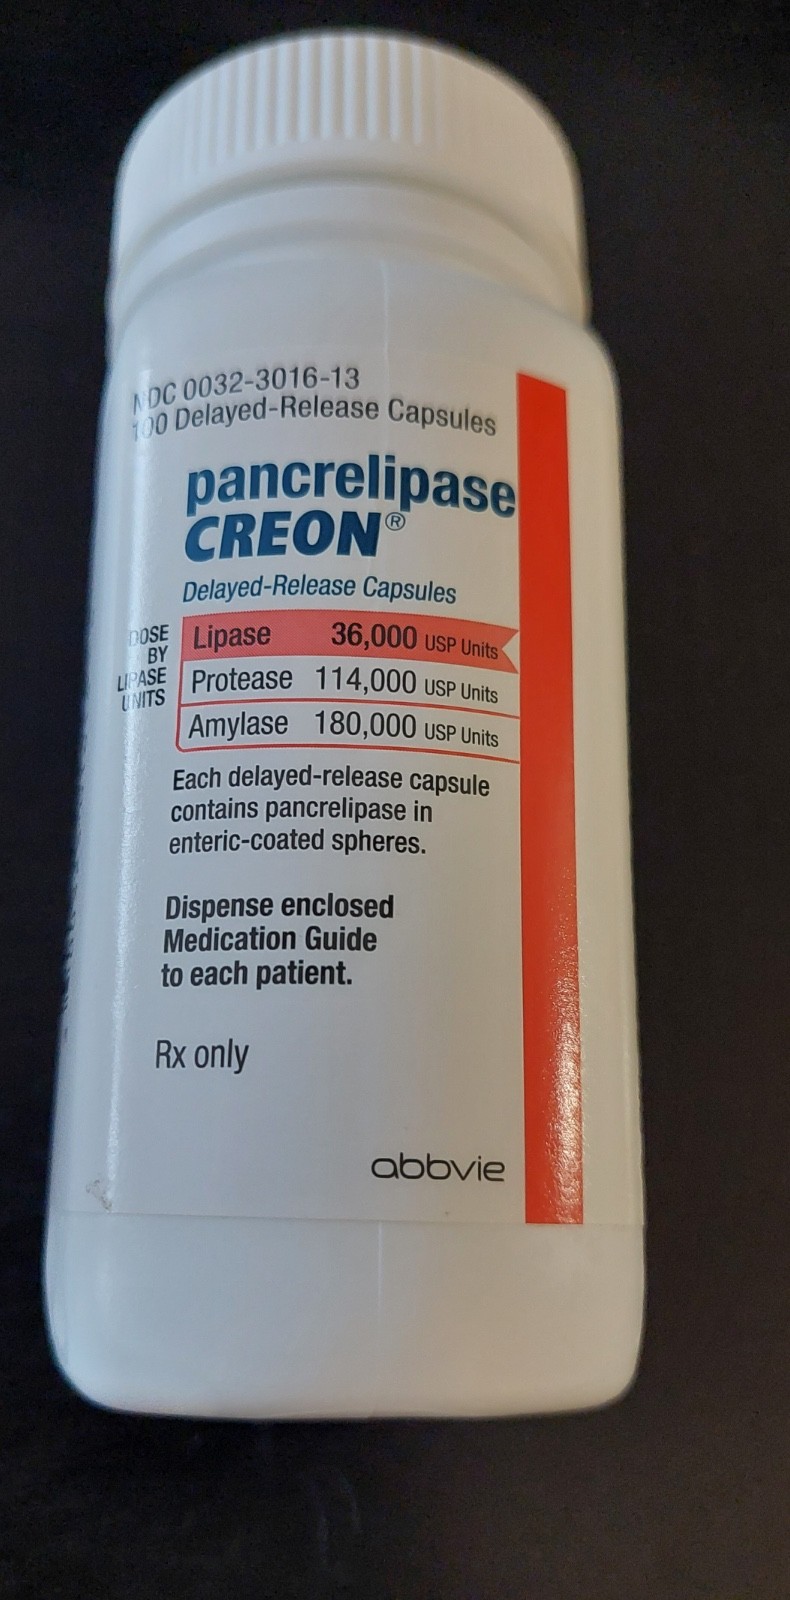 NDC 0032-3016-13
100 Delayed-Release Capsules
pancrelipase
CREON®
Delayed-Release Capsules
DOSE
BY
LIPASE
UNITS
Lipase 36,000 USP Units
Protease 114,000 USP Units
Amylase 180,000 USP Units
Each delayed-release capsule
contains pancrelipase in
enteric-coated spheres.
Dispense enclosed
Medication Guide
to each patient.
Rx only
abbvie